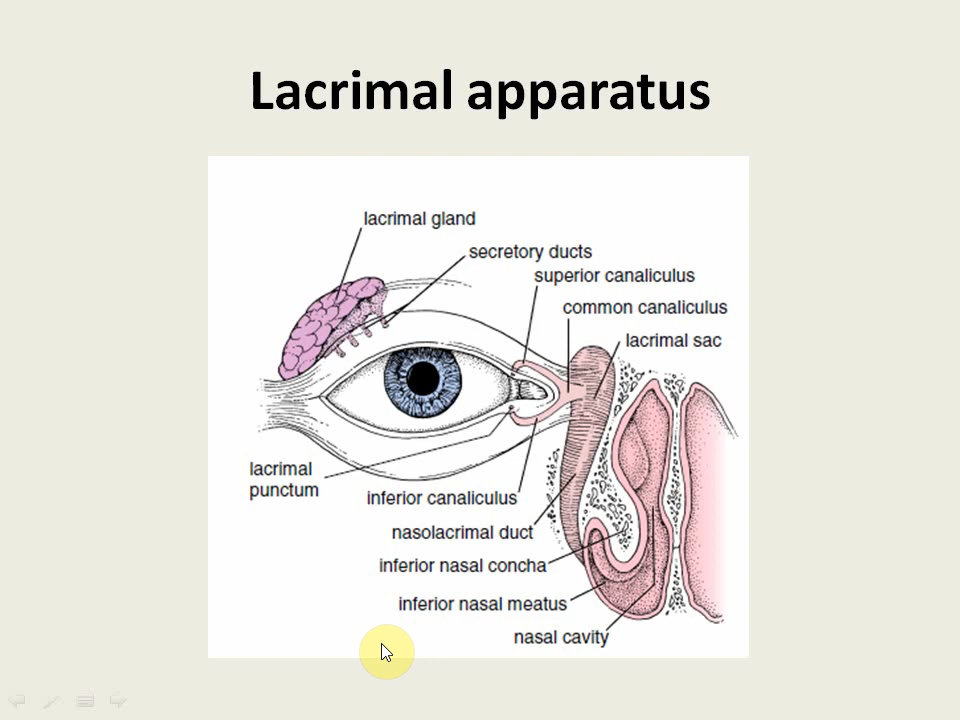 Lacrimal apparatus
lacrimal gland
secretory ducts
superior canaliculus
common canaliculus
lacrimal sac
lacrimal
punctum
inferior canaliculus
nasolacrimal duct
inferior nasal concha
inferior nasal meatus
nasal cavity